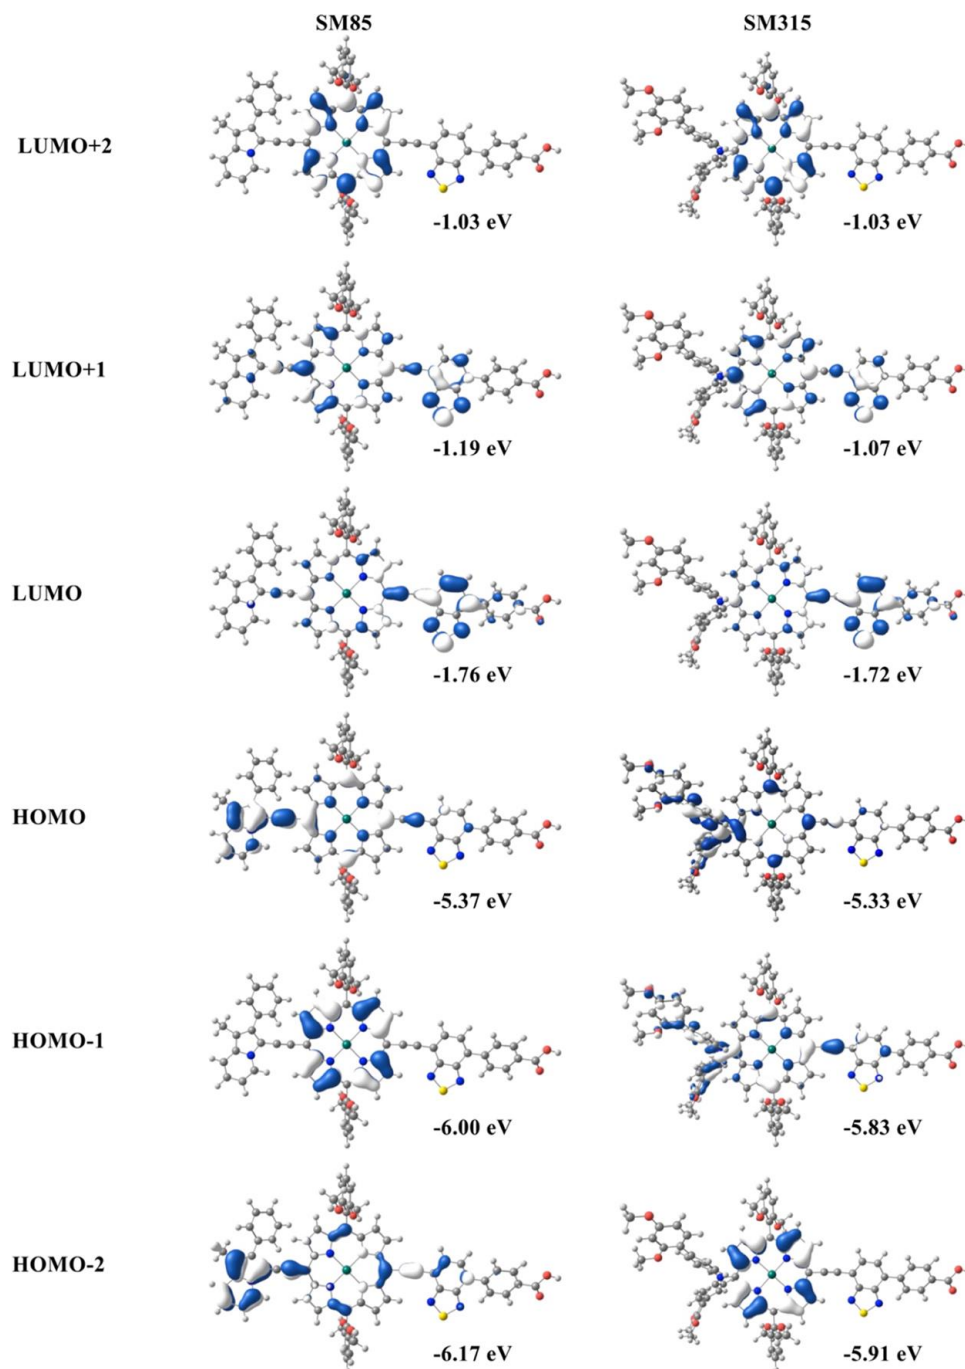 SM85 SM315
LUMO+2
-1.03 eV -1.03 eV
LUMO+1
-1.19 eV -1.07 eV
LUMO
-1.76 eV -1.72 eV
HOMO
-5.37 eV -5.33 eV
HOMO-1
-6.00 eV -5.83 eV
HOMO-2
-6.17 eV -5.91 eV